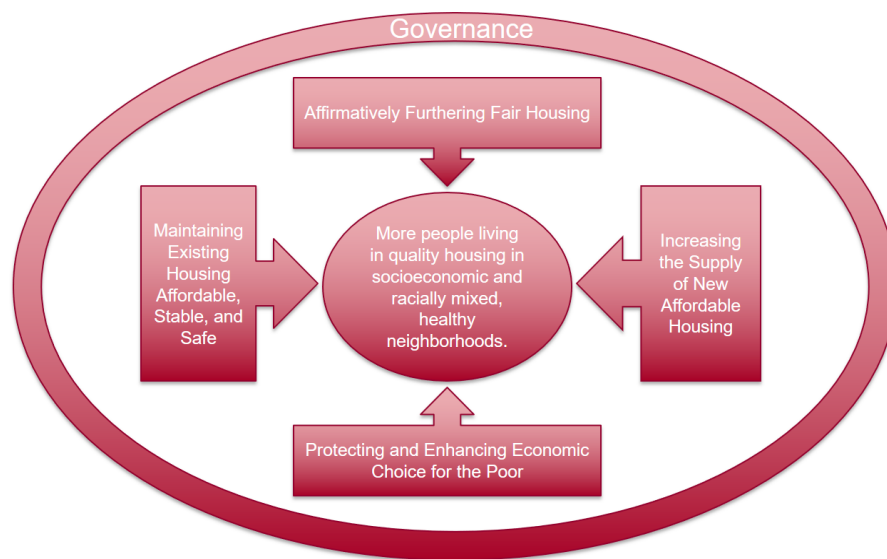 Governance
Affirmatively Furthering Fair Housing
Maintaining
Existing
Housing
Affordable,
Stable, and
Safe
More people living
in quality housing in
socioeconomic and
racially mixed,
healthy
neighborhoods.
Increasing
the Supply
of New
Affordable
Housing
Protecting and Enhancing Economic
Choice for the Poor